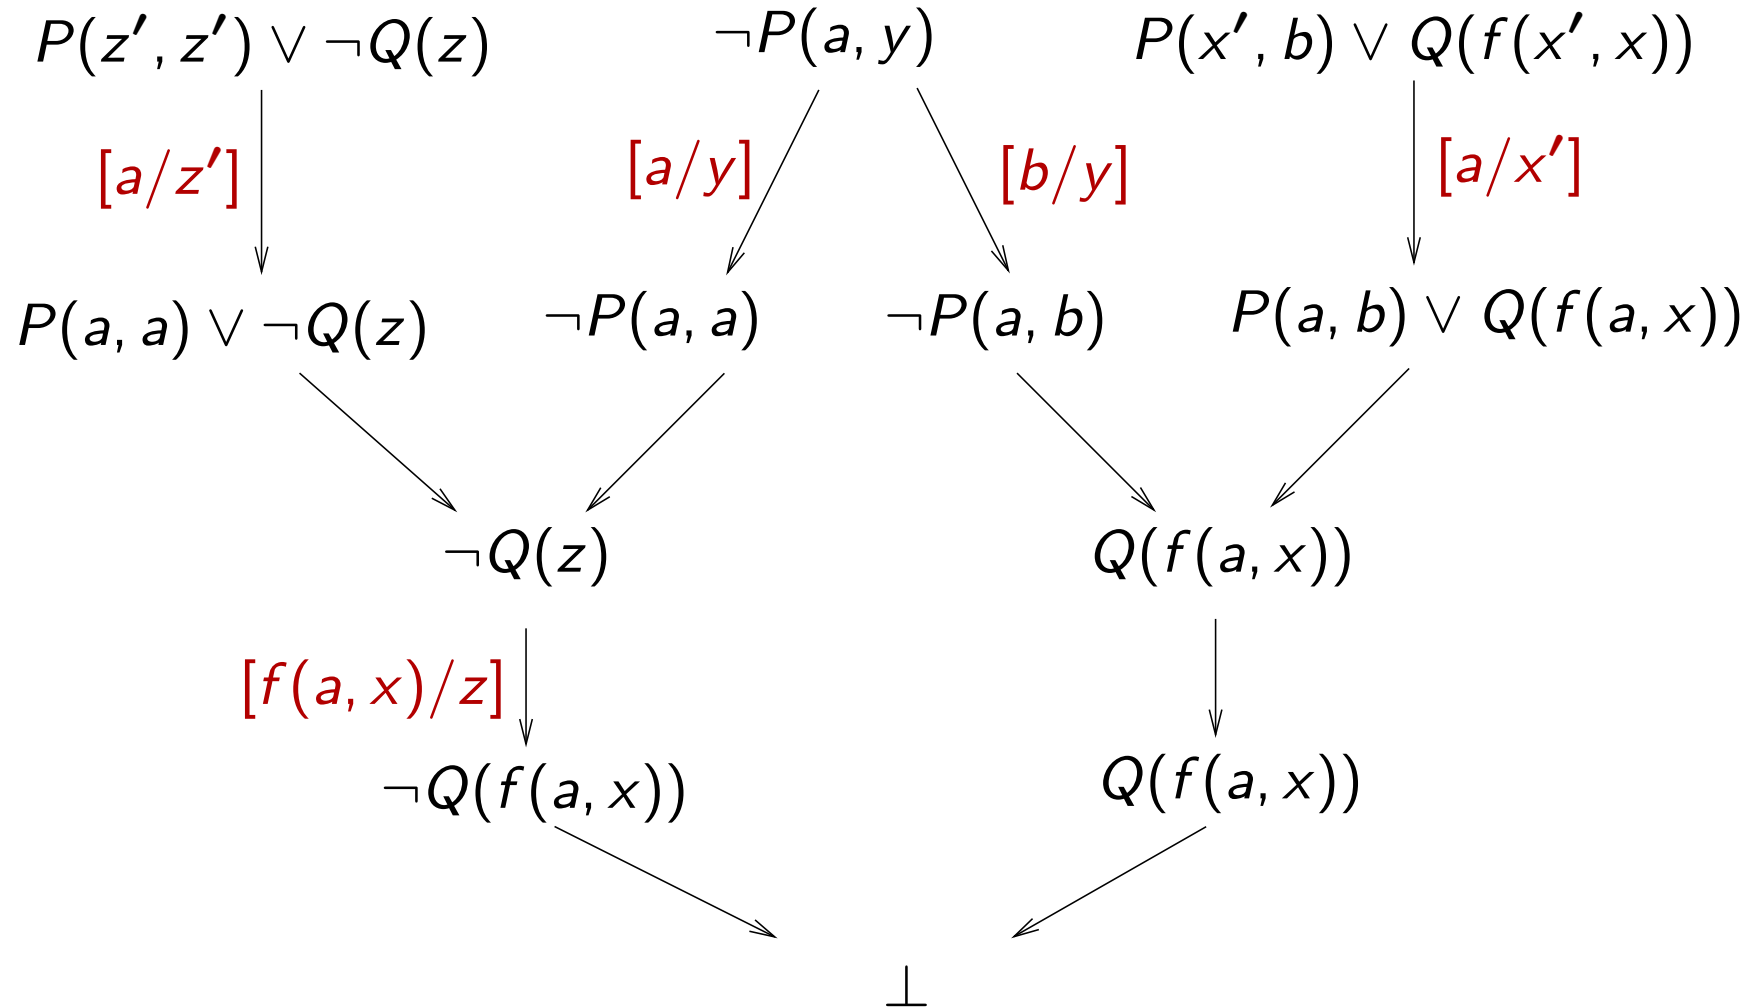 P(z′, z′) ∨ ¬Q(z) ¬P(a, y) P(x′, b) ∨ Q(f(x′, x))
[a/z′] [a/y] [b/y] [a/x′]
P(a, a) ∨ ¬Q(z) ¬P(a, a) ¬P(a, b) P(a, b) ∨ Q(f(a, x))
¬Q(z) Q(f(a, x))
[f(a, x)/z]
¬Q(f(a, x)) Q(f(a, x))
⊥